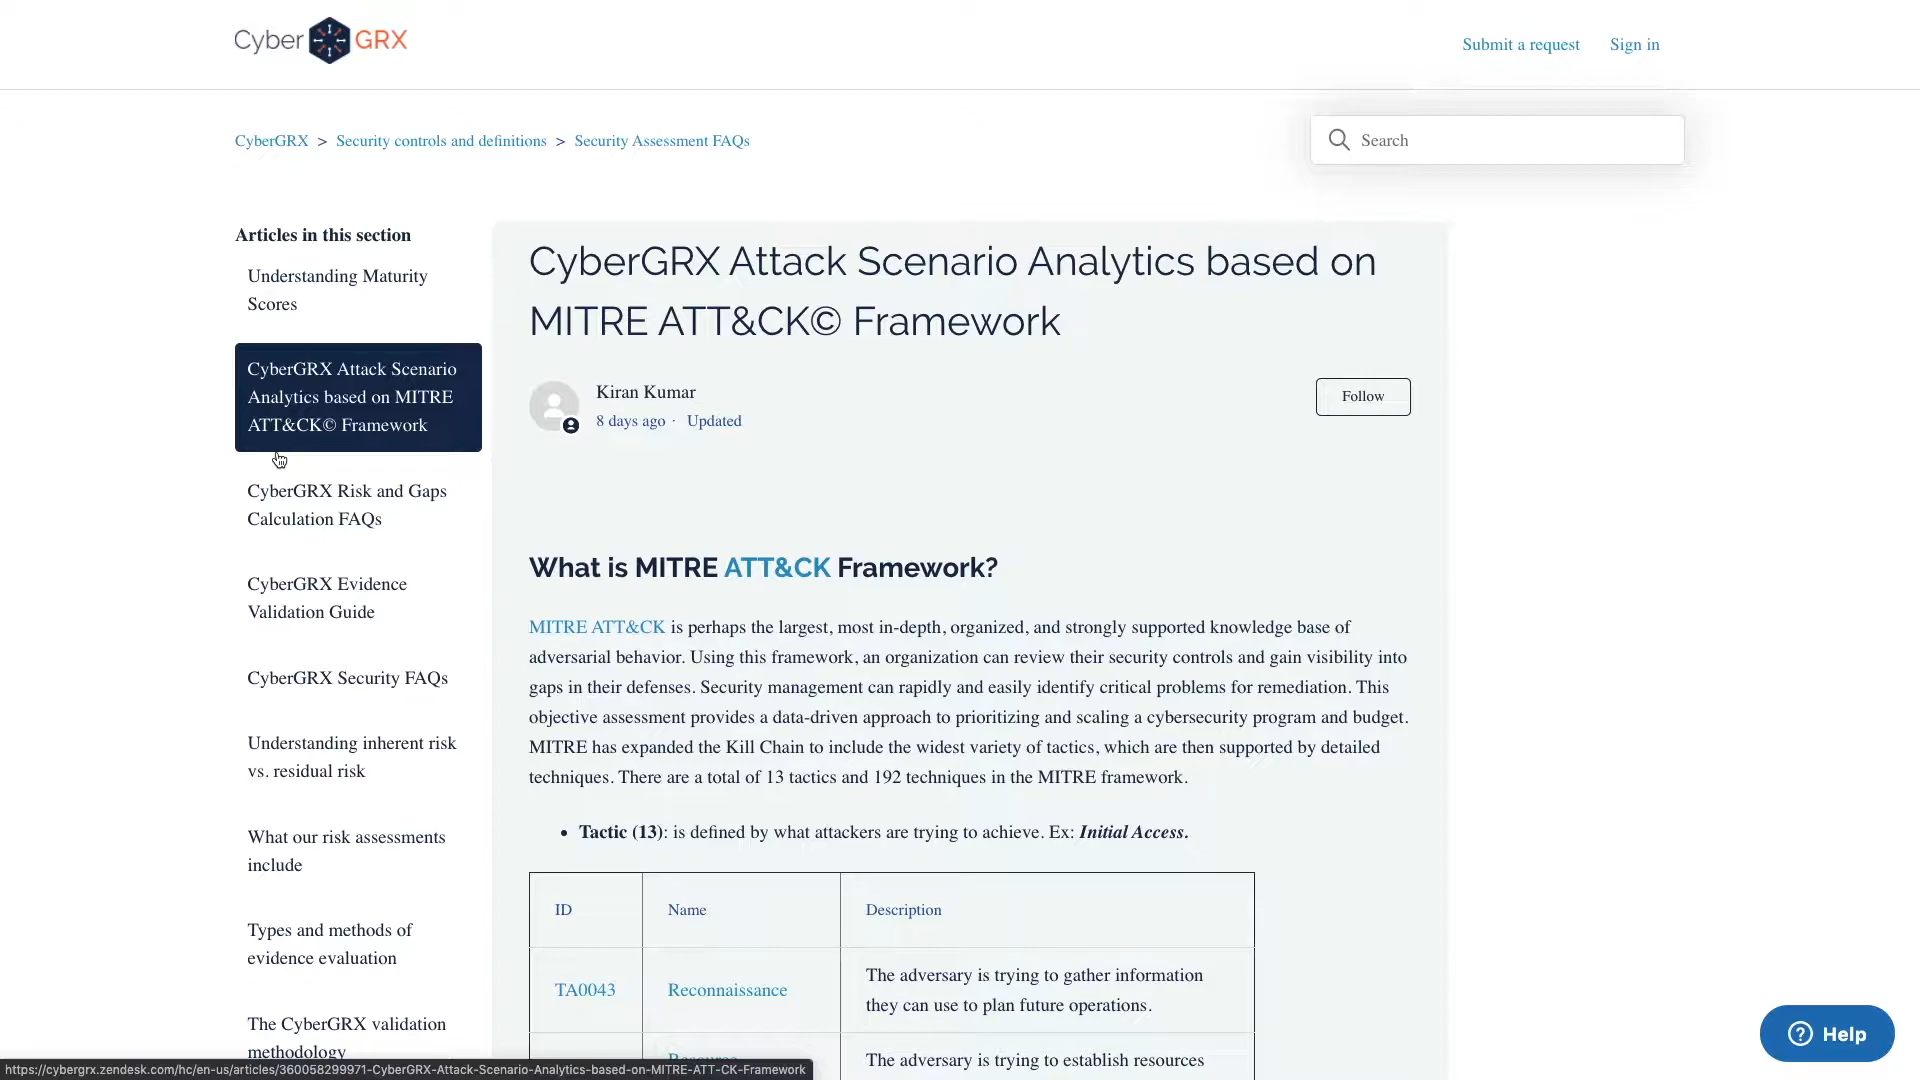 Cyber GRX
Submit a request
Sign in
CyberGRX > Security controls and definitions > Security Assessment FAQs
Search
Articles in this section
Understanding Maturity
Scores
CyberGRX Attack Scenario
Analytics based on MITRE
ATT&CK© Framework
CyberGRX Risk and Gaps
Calculation FAQs
CyberGRX Evidence
Validation Guide
CyberGRX Security FAQs
Understanding inherent risk
vs. residual risk
What our risk assessments
include
Types and methods of
evidence evaluation
The CyberGRX validation
methodology
CyberGRX Attack Scenario Analytics based on
MITRE ATT&CK© Framework
Kiran Kumar
8 days ago · Updated
Follow
What is MITRE ATT&CK Framework?
MITRE ATT&CK is perhaps the largest, most in-depth, organized, and strongly supported knowledge base of
adversarial behavior. Using this framework, an organization can review their security controls and gain visibility into
gaps in their defenses. Security management can rapidly and easily identify critical problems for remediation. This
objective assessment provides a data-driven approach to prioritizing and scaling a cybersecurity program and budget.
MITRE has expanded the Kill Chain to include the widest variety of tactics, which are then supported by detailed
techniques. There are a total of 13 tactics and 192 techniques in the MITRE framework.
• Tactic (13): is defined by what attackers are trying to achieve. Ex: Initial Access.
ID
Name
Description
TA0043
Reconnaissance
The adversary is trying to gather information
they can use to plan future operations.
Resource
The adversary is trying to establish resources
Help
https://cybergrx.zendesk.com/hc/en-us/articles/360058299971-CyberGRX-Attack-Scenario-Analytics-based-on-MITRE-ATT-CK-Framework